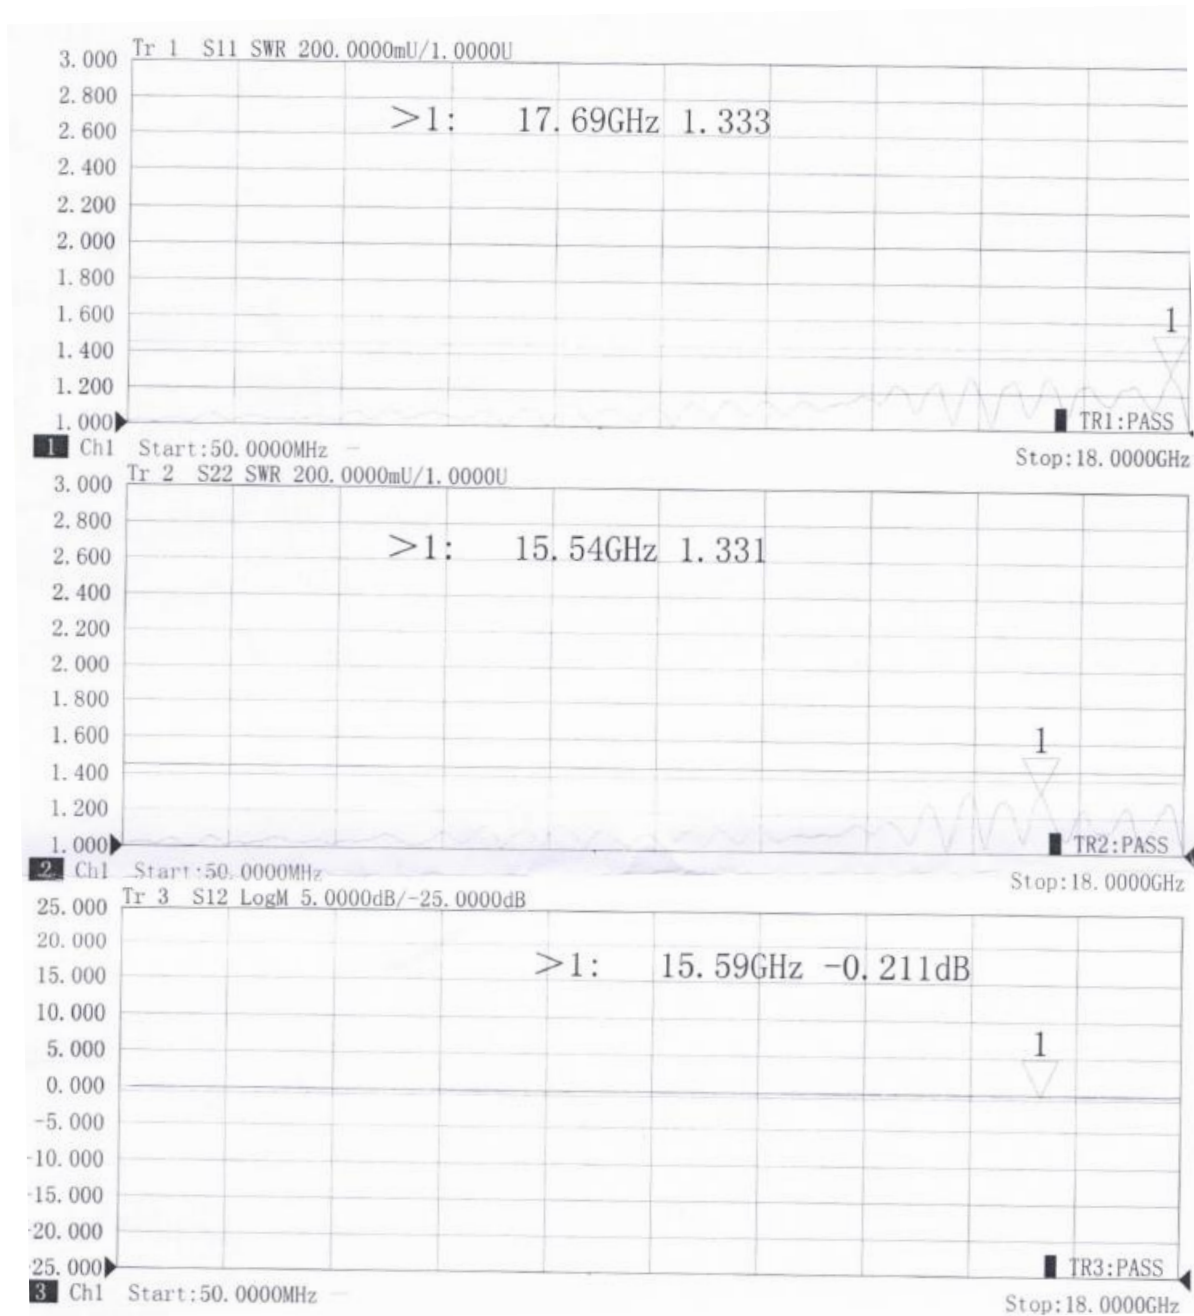 Tr 1 S11 SWR 200.0000mU/1.0000U
3.000
2.800
>1: 17.69GHz 1.333
2.600
2.400
2.200
2.000
1.800
1.600
1
1.400
1.200
1.000
TR1:PASS
1 Ch1 Start:50.0000MHz
Stop:18.0000GHz
Tr 2 S22 SWR 200.0000mU/1.0000U
3.000
2.800
>1: 15.54GHz 1.331
2.600
2.400
2.200
2.000
1.800
1.600
1
1.400
1.200
1.000
TR2:PASS
2 Ch1 Start:50.0000MHz
Stop:18.0000GHz
Tr 3 S12 LogM 5.0000dB/-25.0000dB
25.000
20.000
>1: 15.59GHz -0.211dB
15.000
10.000
5.000
1
0.000
-5.000
-10.000
-15.000
-20.000
-25.000
TR3:PASS
3 Ch1 Start:50.0000MHz
Stop:18.0000GHz